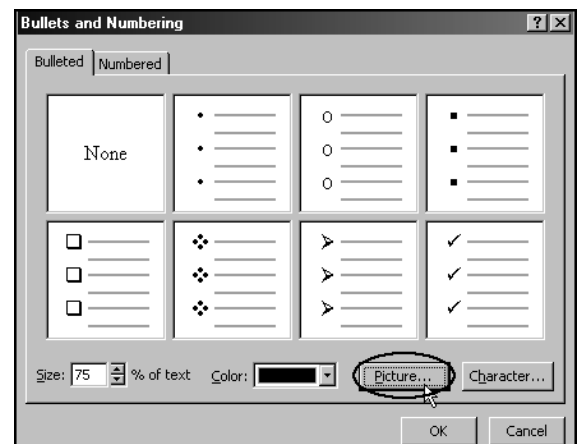 Bullets and Numbering
Bulleted Numbered
None
Size: 75 % of text Color: Picture... Character...
OK Cancel